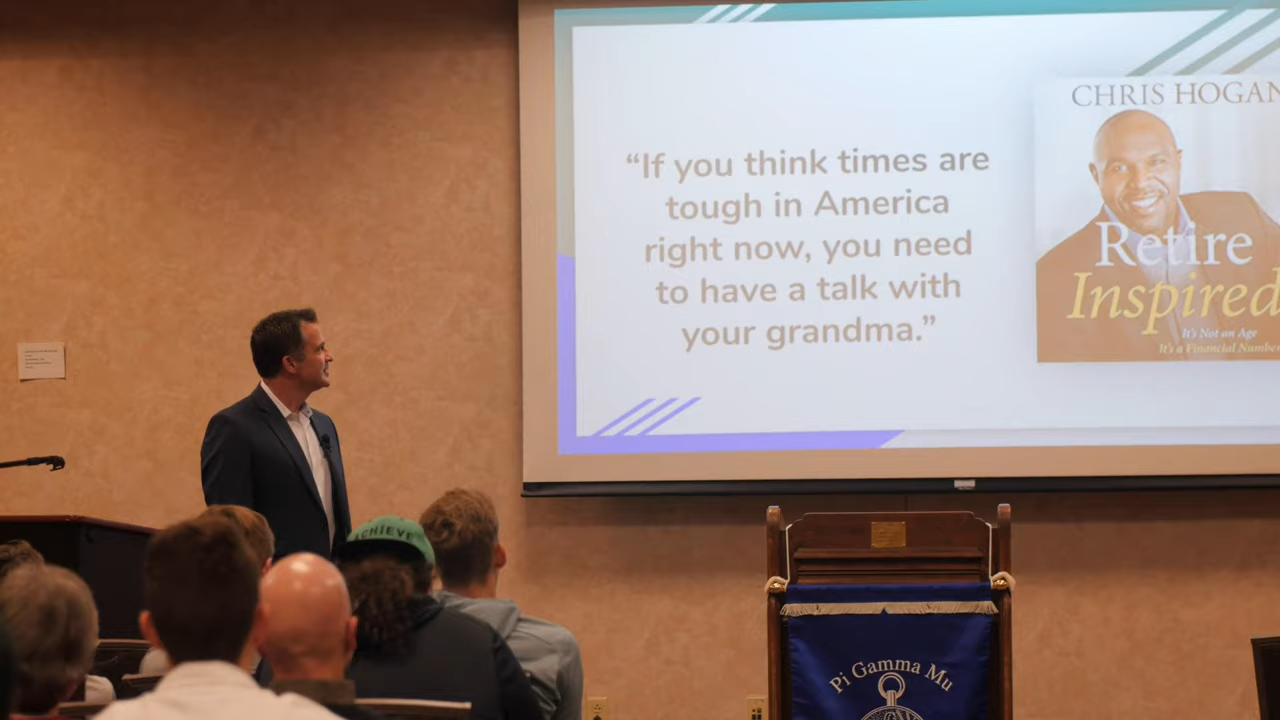 “If you think times are
tough in America
right now, you need
to have a talk with
your grandma.”
CHRIS HOGAN
Retire
Inspired
It's Not an Age
It's a Financial Number
ACHIEVE
Pi Gamma Mu